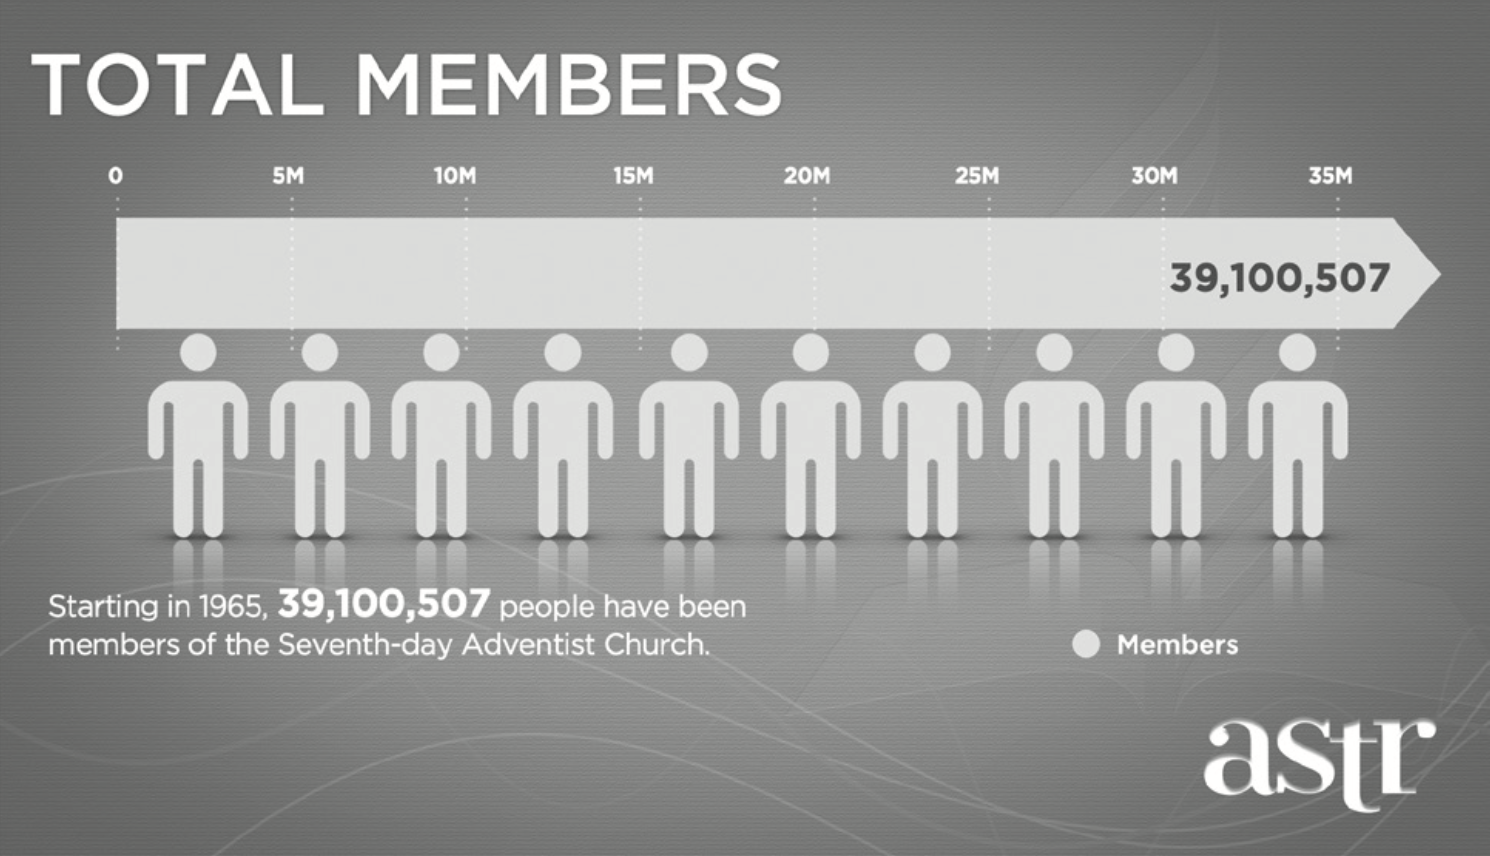 TOTAL MEMBERS
0 5M 10M 15M 20M 25M 30M 35M
39,100,507
Starting in 1965, 39,100,507 people have been
members of the Seventh-day Adventist Church.
Members
astr